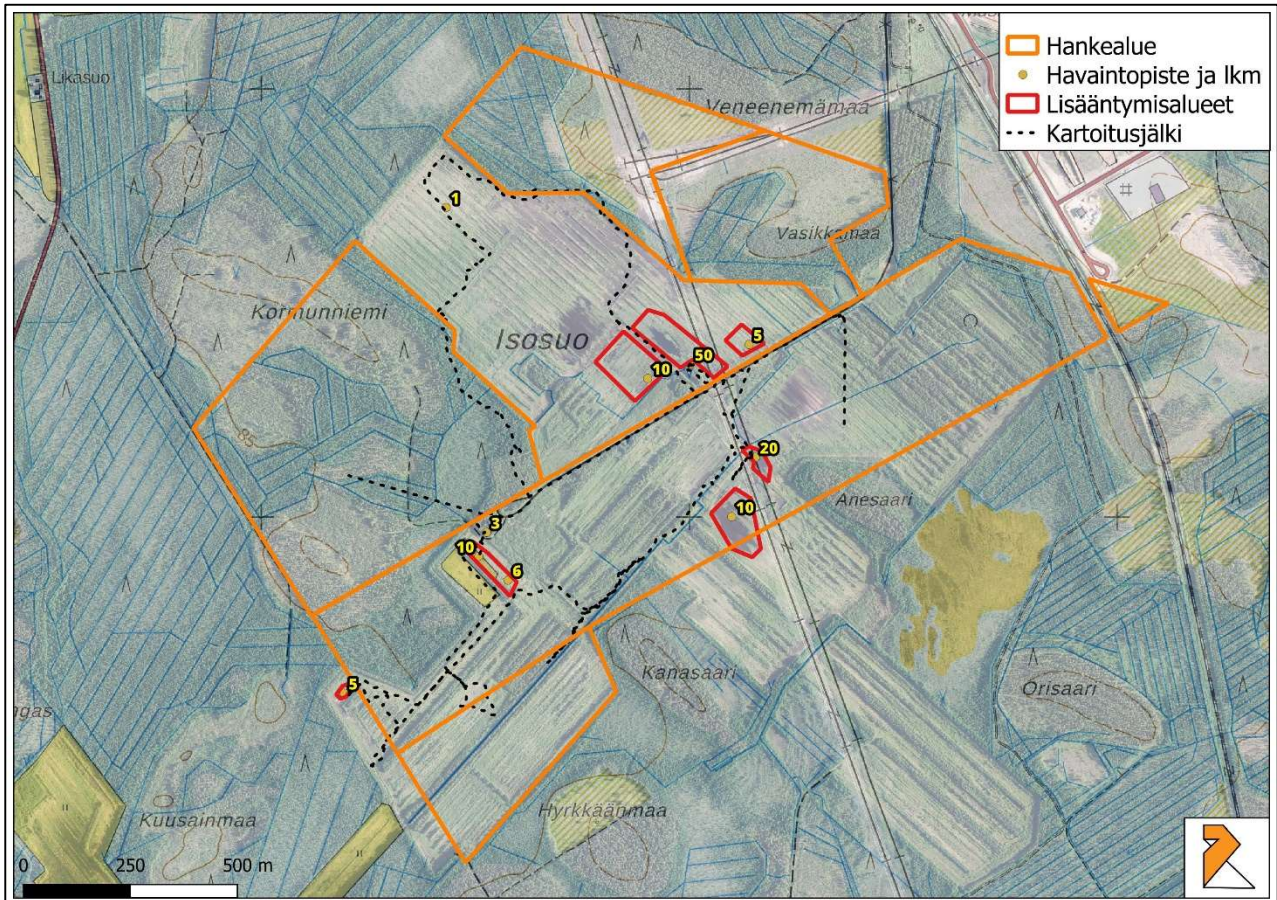 Hankealue
Havaintopiste ja lkm
Lisääntymisalueet
Kartoitusjälki
Likasuo
Veneenemämaa
1
Vasikkamaa
Kormunniemi
Isosuo
5
50
10
85
20
Anesaari
10
3
10
6
Kanasaari
Orisaari
5
Hyrkkäänmaa
Kuusainmaa
0 250 500 m